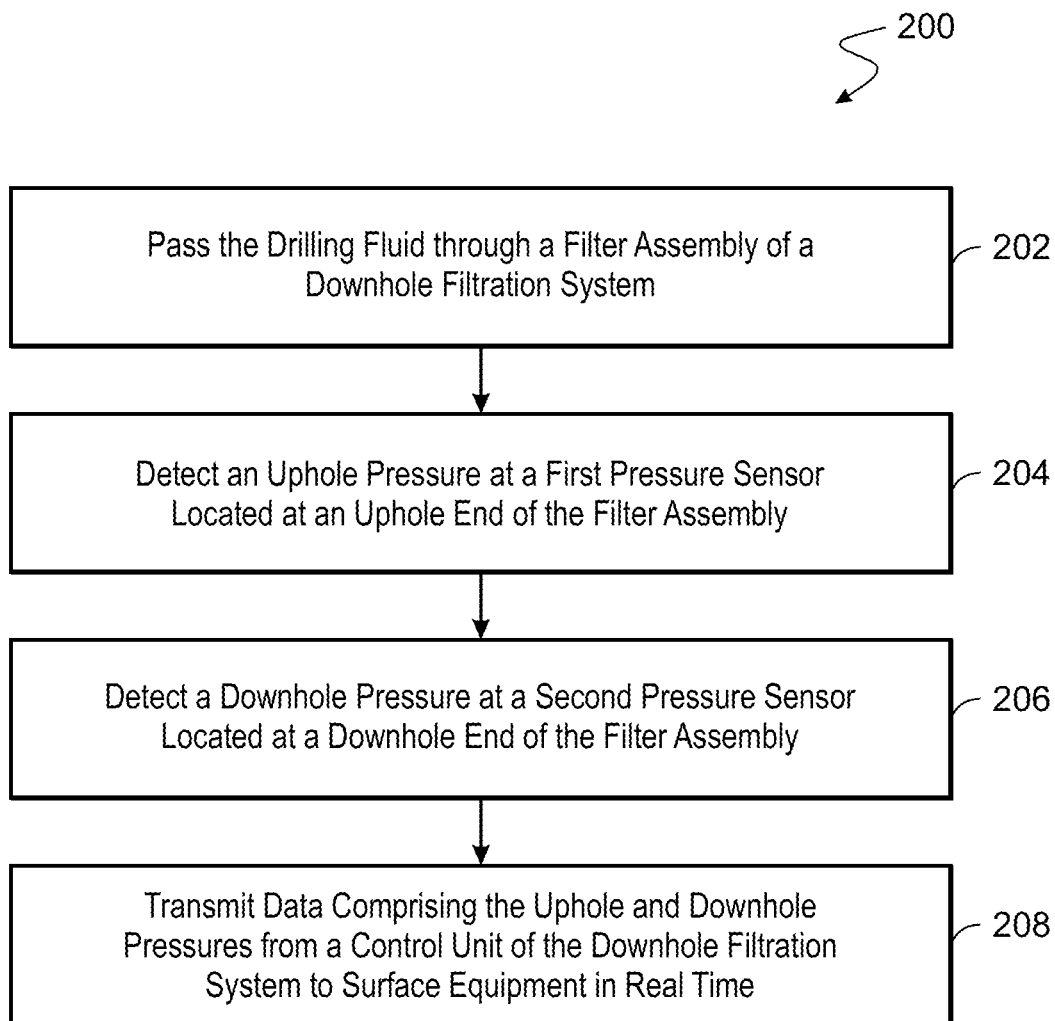 200
Pass the Drilling Fluid through a Filter Assembly of a
Downhole Filtration System
202
Detect an Uphole Pressure at a First Pressure Sensor
Located at an Uphole End of the Filter Assembly
204
Detect a Downhole Pressure at a Second Pressure Sensor
Located at a Downhole End of the Filter Assembly
206
Transmit Data Comprising the Uphole and Downhole
Pressures from a Control Unit of the Downhole Filtration
System to Surface Equipment in Real Time
208